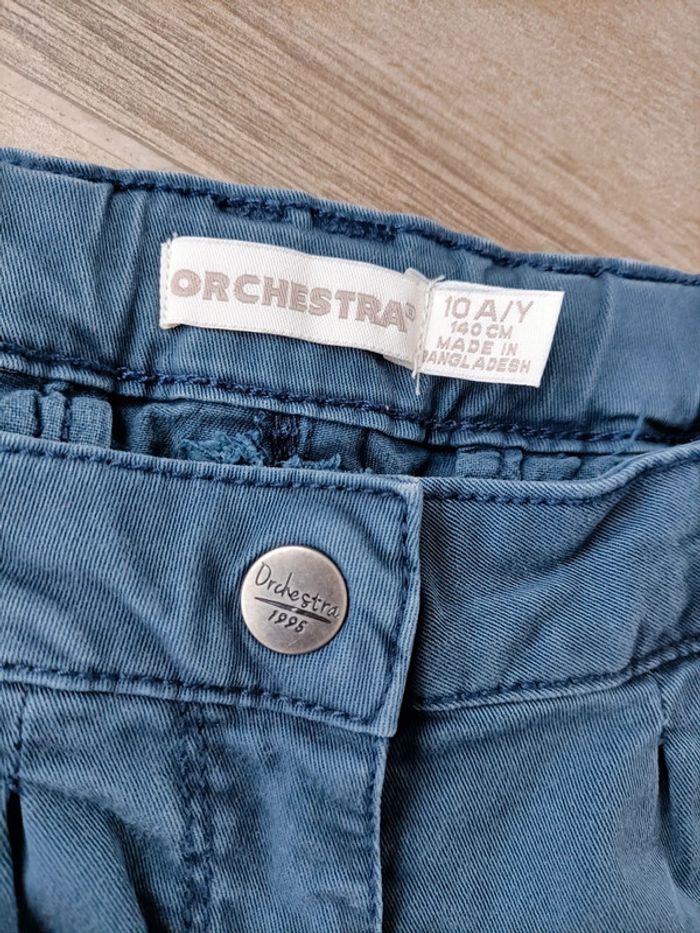 ORCHESTRA®
10 A/Y
140 CM
MADE IN
BANGLADESH
Orchestra
1995